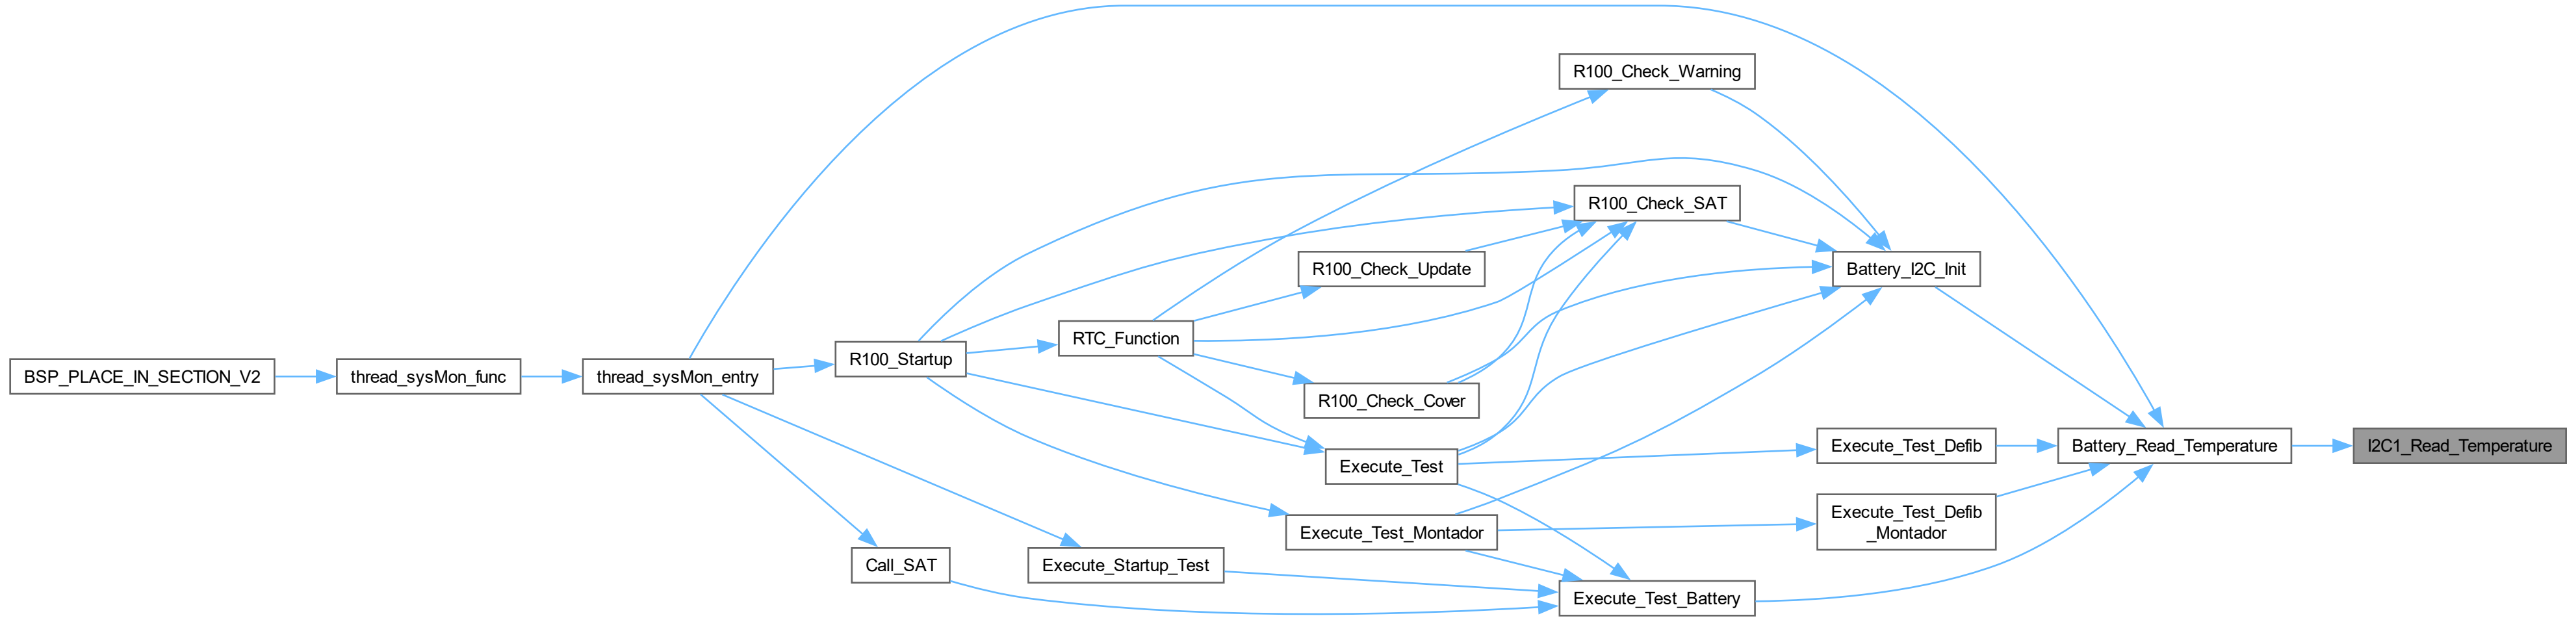 R100_Check_Warning
R100_Check_SAT
R100_Check_Update
Battery_I2C_Init
RTC_Function
R100_Startup
BSP_PLACE_IN_SECTION_V2
thread_sysMon_func
thread_sysMon_entry
R100_Check_Cover
Execute_Test
Execute_Test_Defib
Battery_Read_Temperature
I2C1_Read_Temperature
Execute_Test_Montador
Execute_Test_Defib
_Montador
Call_SAT
Execute_Startup_Test
Execute_Test_Battery